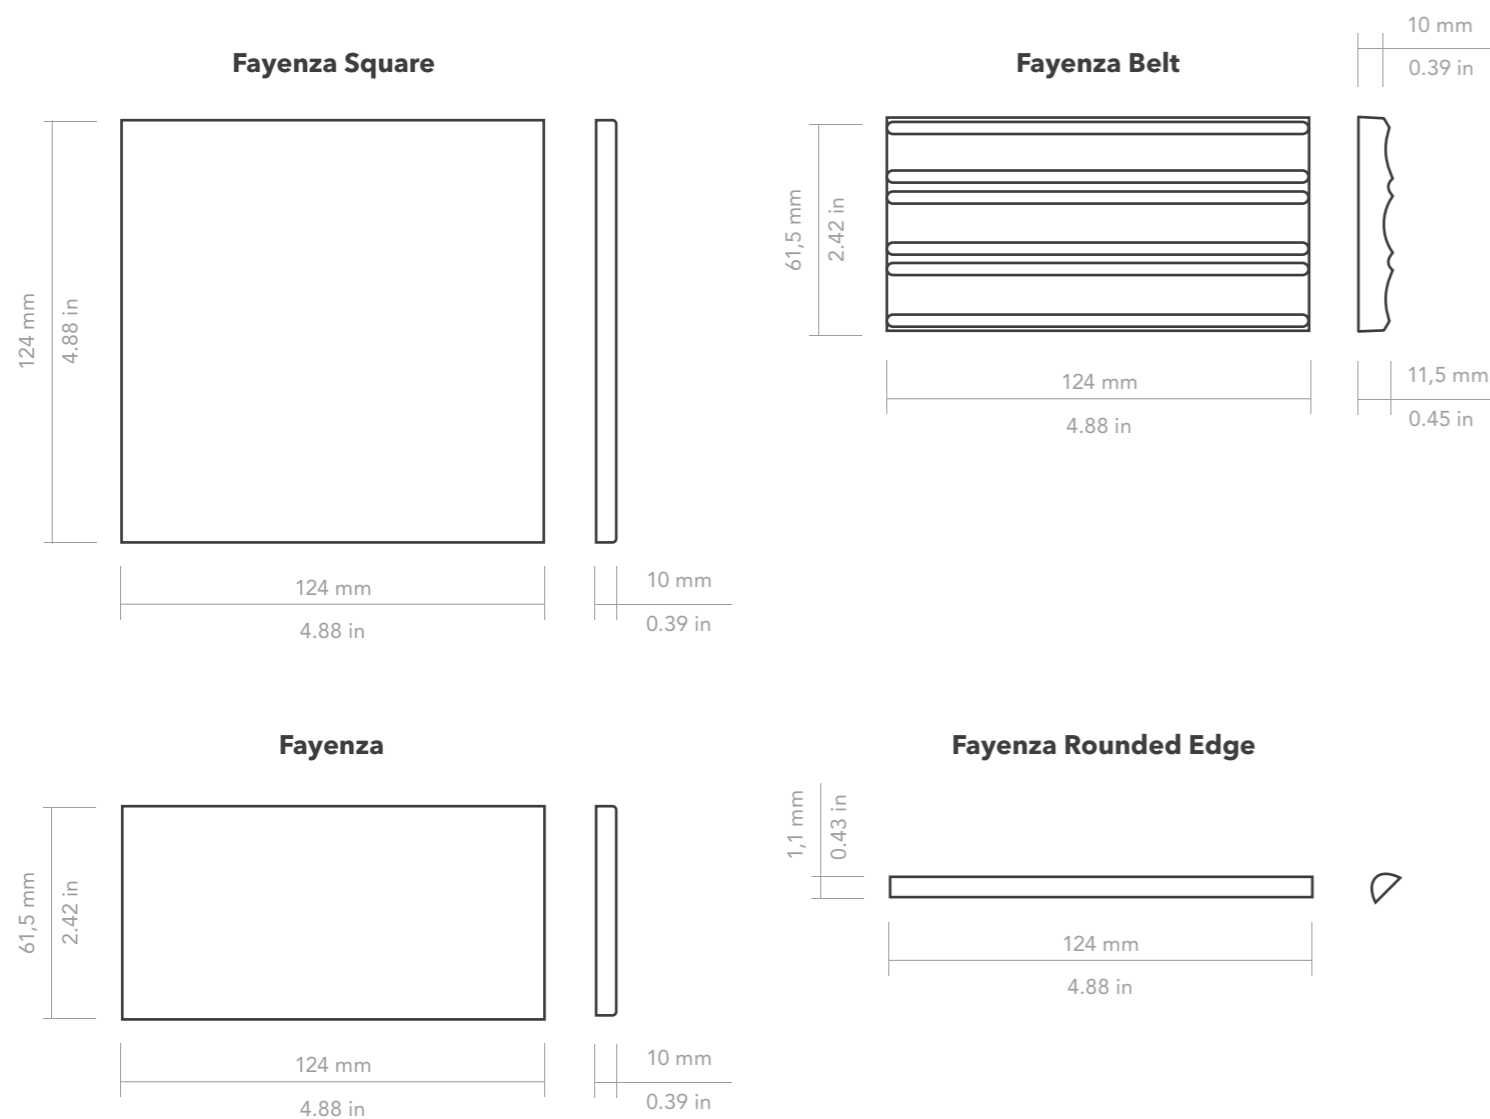 Fayenza Square
124 mm
4.88 in
124 mm
4.88 in
10 mm
0.39 in
Fayenza Belt
10 mm
0.39 in
61,5 mm
2.42 in
124 mm
4.88 in
11,5 mm
0.45 in
Fayenza
61,5 mm
2.42 in
124 mm
4.88 in
10 mm
0.39 in
Fayenza Rounded Edge
1,1 mm
0.43 in
124 mm
4.88 in